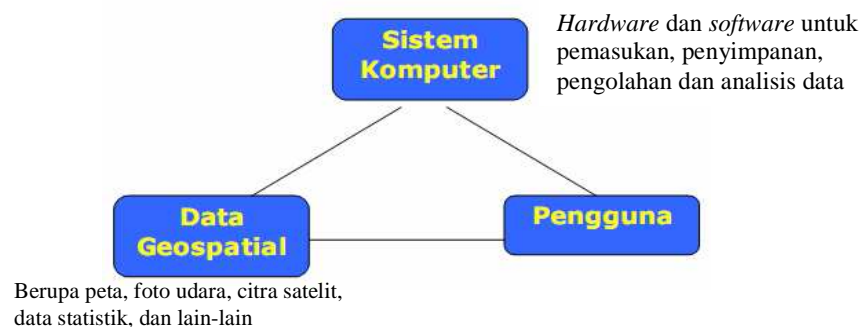 Sistem
Komputer
Hardware dan software untuk
pemasukan, penyimpanan,
pengolahan dan analisis data
Data
Geospatial
Pengguna
Berupa peta, foto udara, citra satelit,
data statistik, dan lain-lain